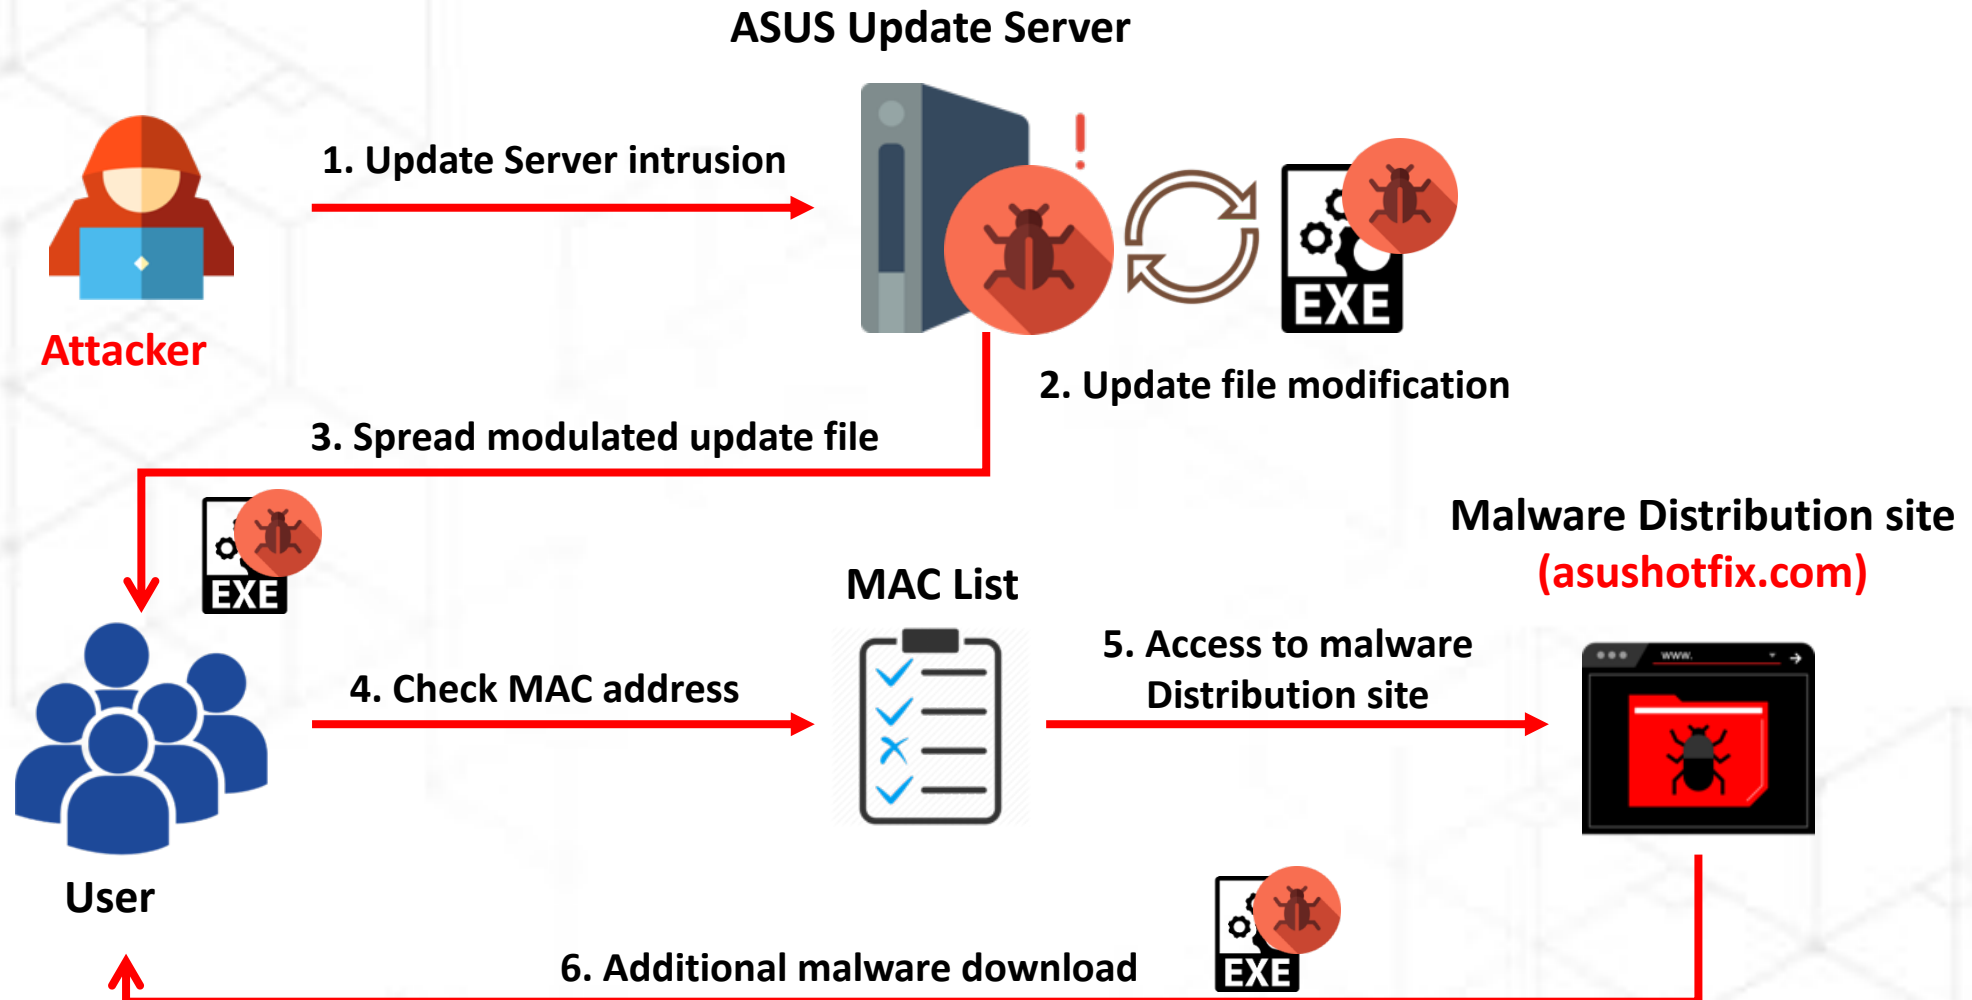 ASUS Update Server
1. Update Server intrusion
EXE
Attacker
2. Update file modification
3. Spread modulated update file
EXE
Malware Distribution site
(asushotfix.com)
MAC List
5. Access to malware
Distribution site
www.
4. Check MAC address
User
6. Additional malware download
EXE